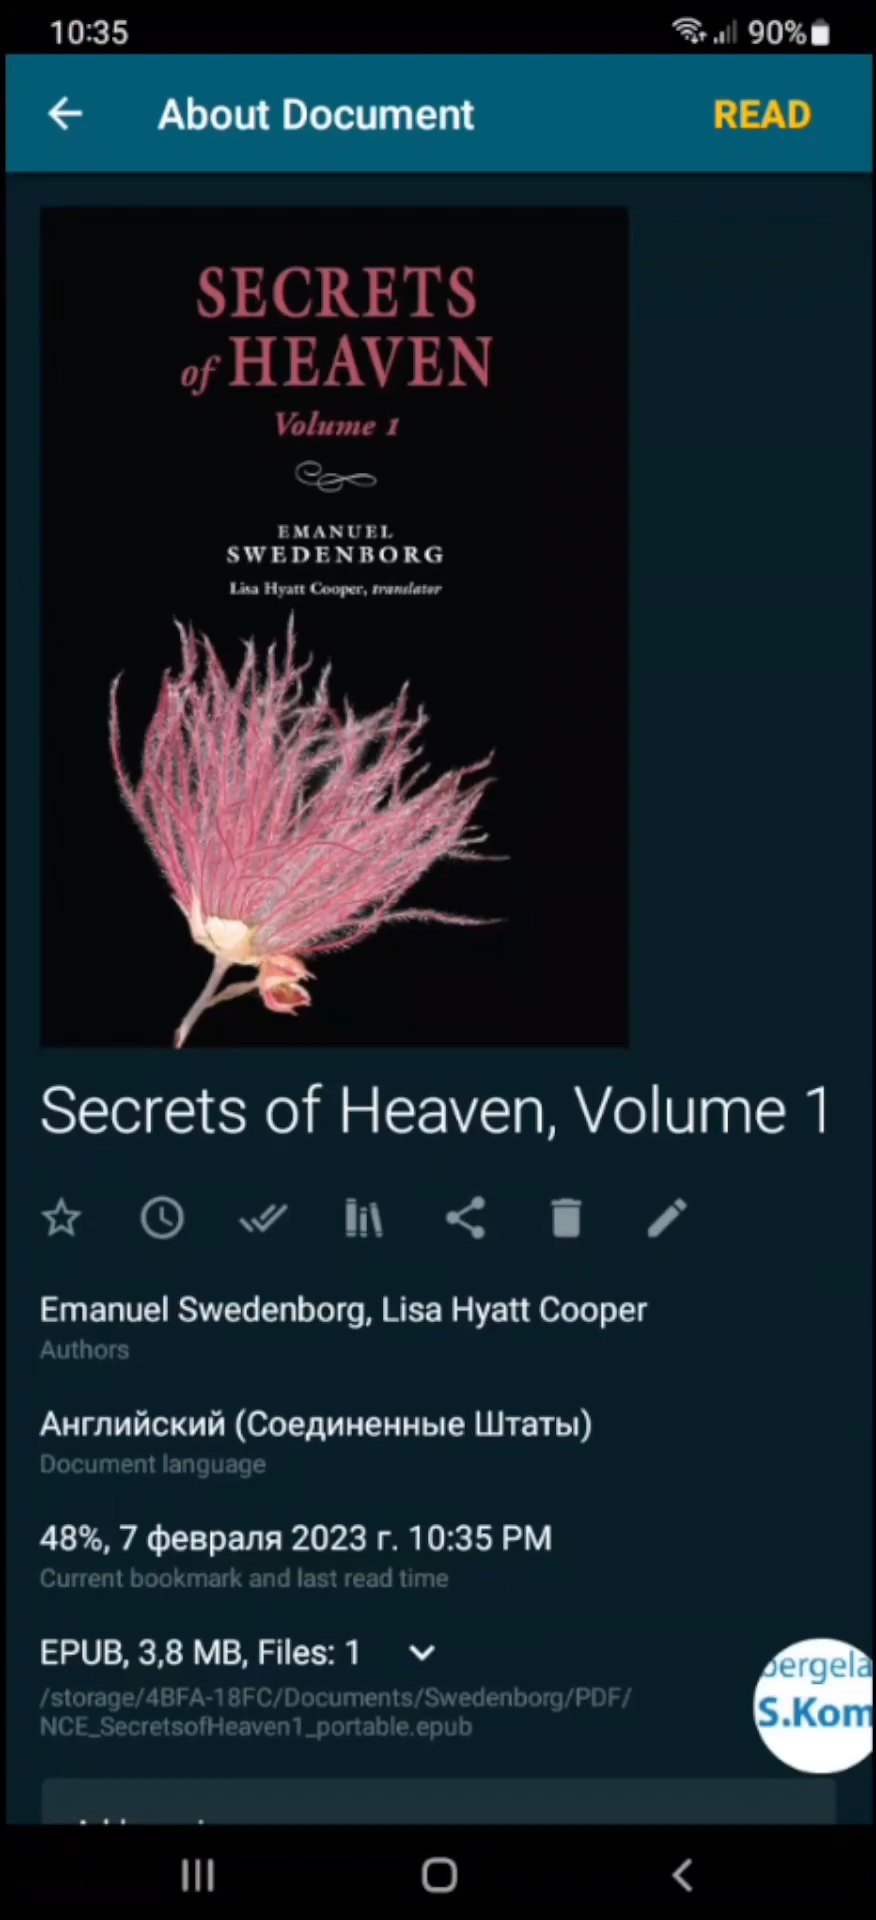 10:35
90%
About Document
READ
SECRETS
of HEAVEN
Volume 1
EMANUEL
SWEDENBORG
Lisa Hyatt Cooper, translator
Secrets of Heaven, Volume 1
Emanuel Swedenborg, Lisa Hyatt Cooper
Authors
Английский (Соединенные Штаты)
Document language
48%, 7 февраля 2023 г. 10:35 PM
Current bookmark and last read time
EPUB, 3,8 MB, Files: 1
/storage/4BFA-18FC/Documents/Swedenborg/PDF/
NCE_SecretsofHeaven1_portable.epub
bergela
S.Kom